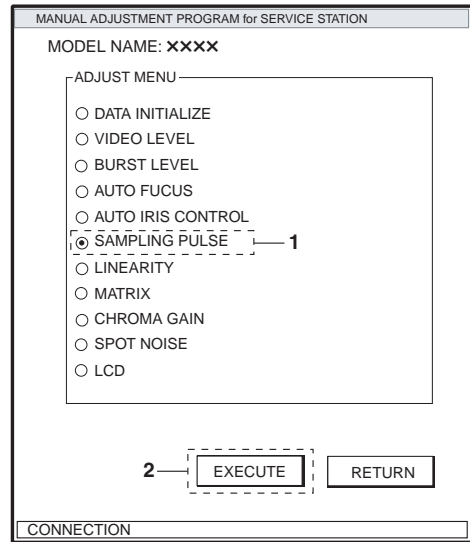 MANUAL ADJUSTMENT PROGRAM for SERVICE STATION
MODEL NAME: ××××
ADJUST MENU
DATA INITIALIZE
VIDEO LEVEL
BURST LEVEL
AUTO FUCUS
AUTO IRIS CONTROL
SAMPLING PULSE 1
LINEARITY
MATRIX
CHROMA GAIN
SPOT NOISE
LCD
2 EXECUTE RETURN
CONNECTION